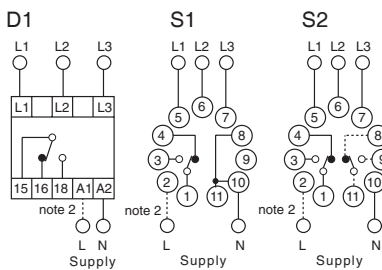 D1 S1 S2
L1 L2 L3 L1 L2 L3 L1 L2 L3
L1 L2 L3
5 6 7 5 6 7
4 8 4 8
3 9 3 9
2 10 2 10
1 11 1 11
15 16 18 A1 A2
note 2 note 2 note 2
L N L N L N
Supply Supply Supply